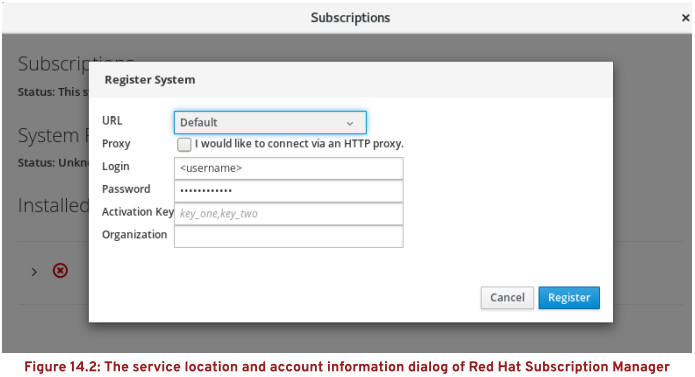 Subscriptions
×
Subscriptions
Status: This s
Register System
URL
Default
Proxy
I would like to connect via an HTTP proxy.
System
Status: Unkn
Login
<username>
Password
••••••••••••
Installed
Activation Key
key_one,key_two
Organization
Cancel
Register
Figure 14.2: The service location and account information dialog of Red Hat Subscription Manager